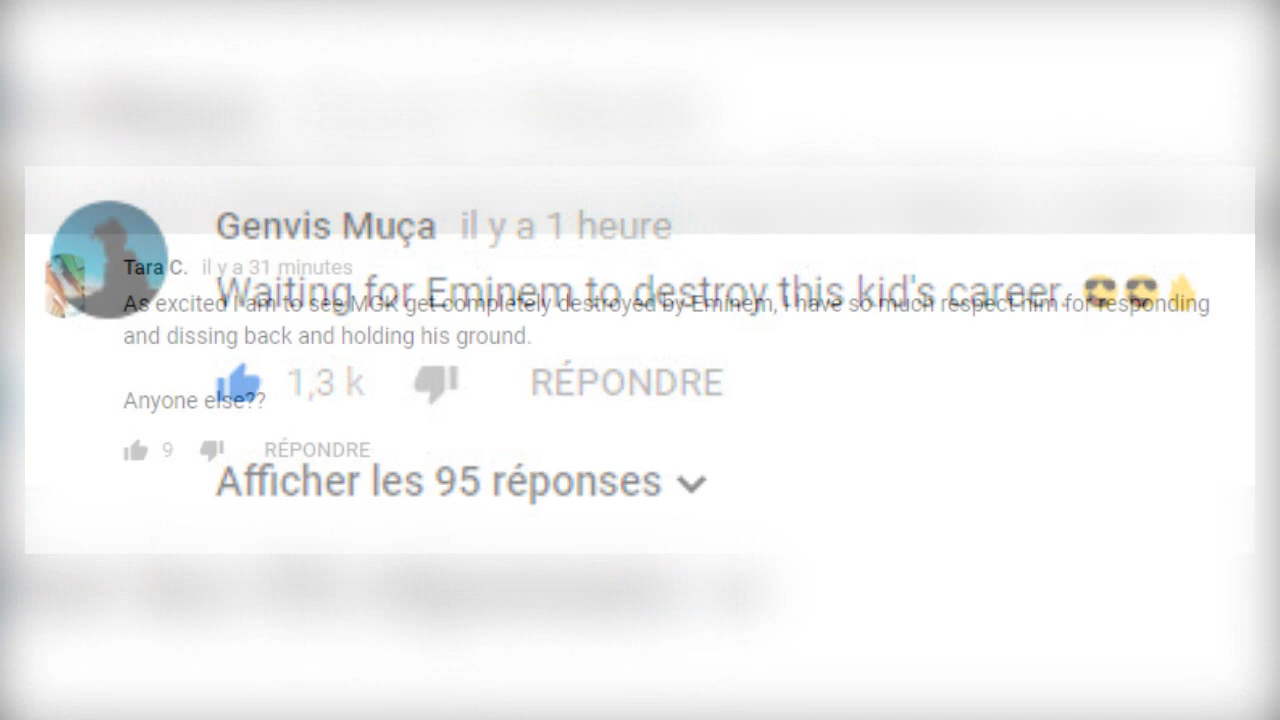 Genvis Muça il y a 1 heure
Waiting for Eminem to destroy this kid's career 😎😎
1,3 k RÉPONDRE
Afficher les 95 réponses
Tara C. il y a 31 minutes
As excited I am to see MGK get completely destroyed by Eminem, i have so much respect him for responding
and dissing back and holding his ground.
Anyone else??
9 RÉPONDRE